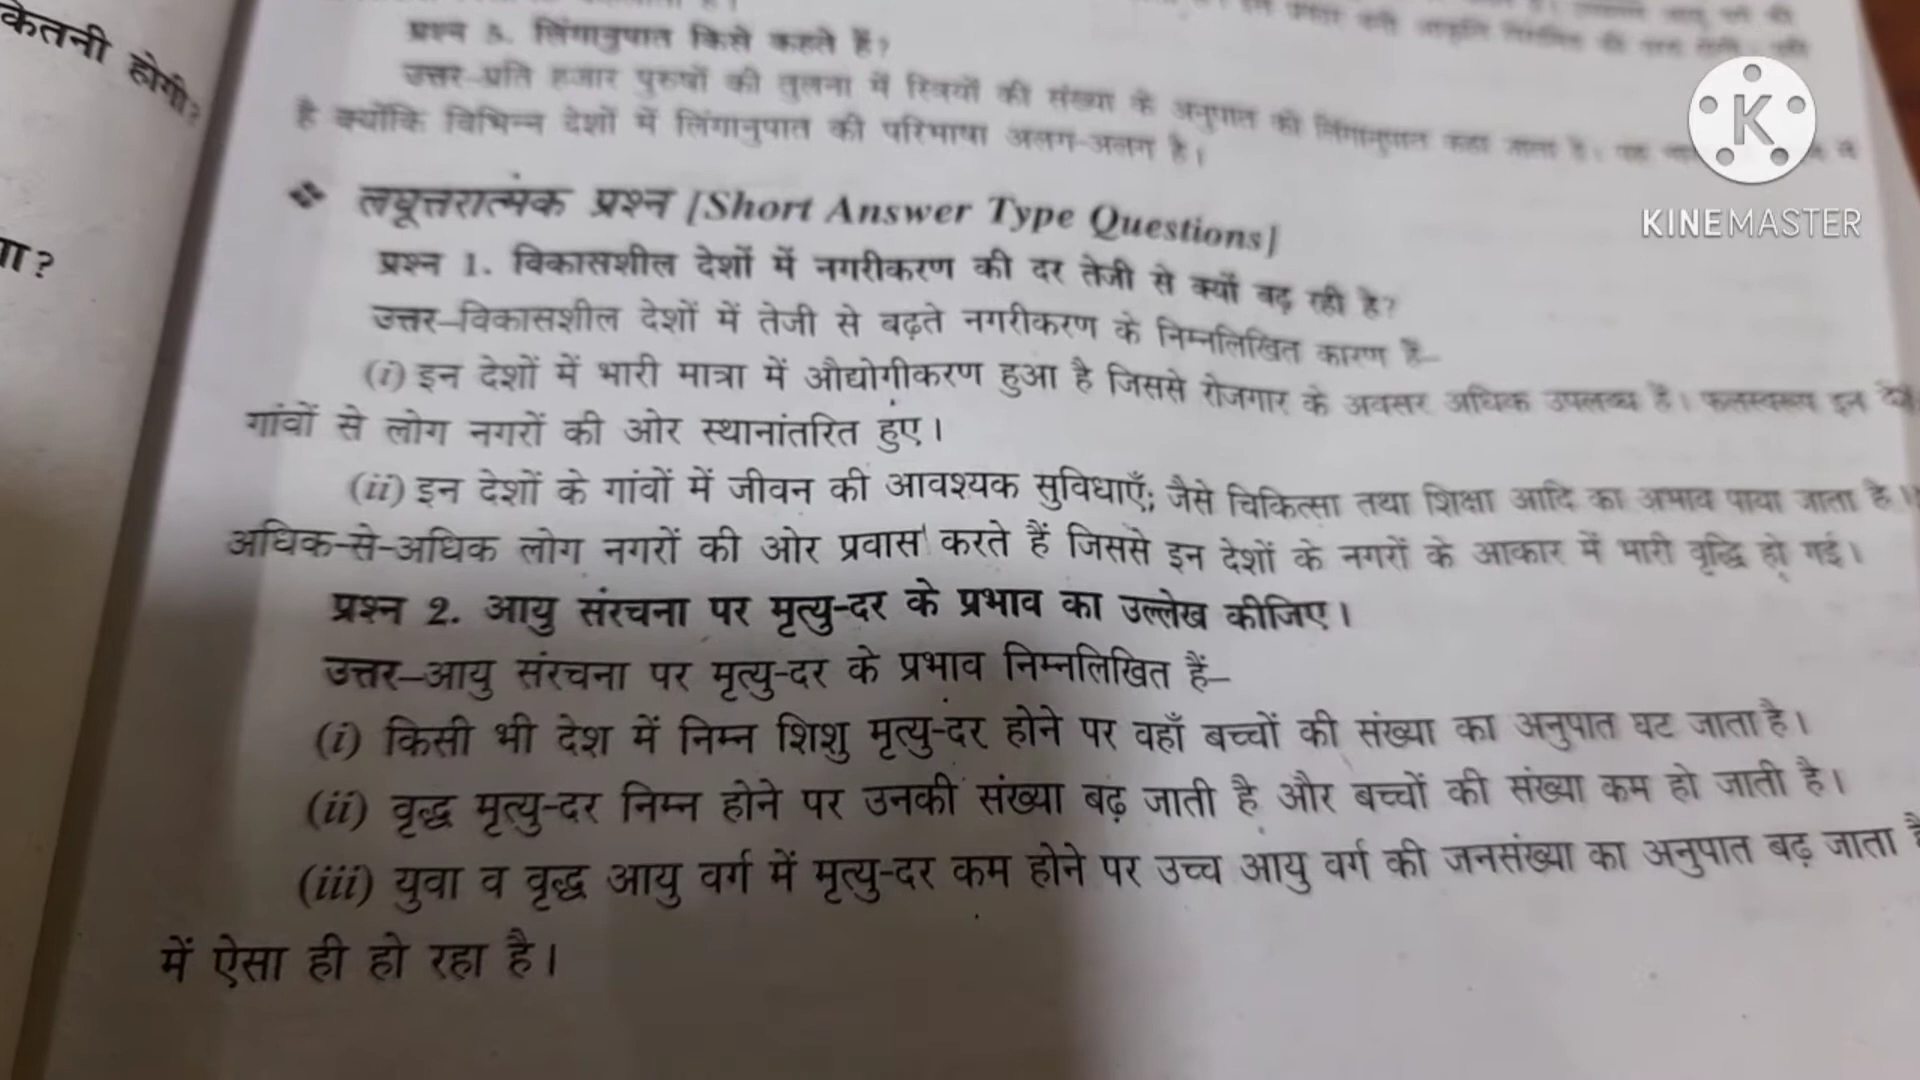 कितनी होगी?
ा?
प्रश्न 5. लिंगानुपात किसे कहते हैं?
उत्तर–प्रति हजार पुरुषों की तुलना में स्त्रियों की संख्या के अनुपात को लिंगानुपात कहा जाता है।
है क्योंकि विभिन्न देशों में लिंगानुपात की परिभाषा अलग-अलग है।
❖ लघूत्तरात्मक प्रश्न [Short Answer Type Questions]
प्रश्न 1. विकासशील देशों में नगरीकरण की दर तेजी से क्यों बढ़ रही है?
उत्तर–विकासशील देशों में तेजी से बढ़ते नगरीकरण के निम्नलिखित कारण हैं–
(i) इन देशों में भारी मात्रा में औद्योगीकरण हुआ है जिससे रोजगार के अवसर अधिक उपलब्ध हैं। फलस्वरूप इन
गांवों से लोग नगरों की ओर स्थानांतरित हुए।
(ii) इन देशों के गांवों में जीवन की आवश्यक सुविधाएँ; जैसे चिकित्सा तथा शिक्षा आदि का अभाव पाया जाता है।
अधिक-से-अधिक लोग नगरों की ओर प्रवास करते हैं जिससे इन देशों के नगरों के आकार में भारी वृद्धि हो गई।
प्रश्न 2. आयु संरचना पर मृत्यु-दर के प्रभाव का उल्लेख कीजिए।
उत्तर–आयु संरचना पर मृत्यु-दर के प्रभाव निम्नलिखित हैं–
(i) किसी भी देश में निम्न शिशु मृत्यु-दर होने पर वहाँ बच्चों की संख्या का अनुपात घट जाता है।
(ii) वृद्ध मृत्यु-दर निम्न होने पर उनकी संख्या बढ़ जाती है और बच्चों की संख्या कम हो जाती है।
(iii) युवा व वृद्ध आयु वर्ग में मृत्यु-दर कम होने पर उच्च आयु वर्ग की जनसंख्या का अनुपात बढ़ जाता है
में ऐसा ही हो रहा है।
K
KINEMASTER